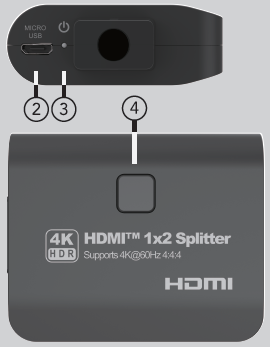 MICRO
USB
2
3
4
4K
HDR
HDMI™ 1x2 Splitter
Supports 4K@60Hz 4:4:4
HDMI